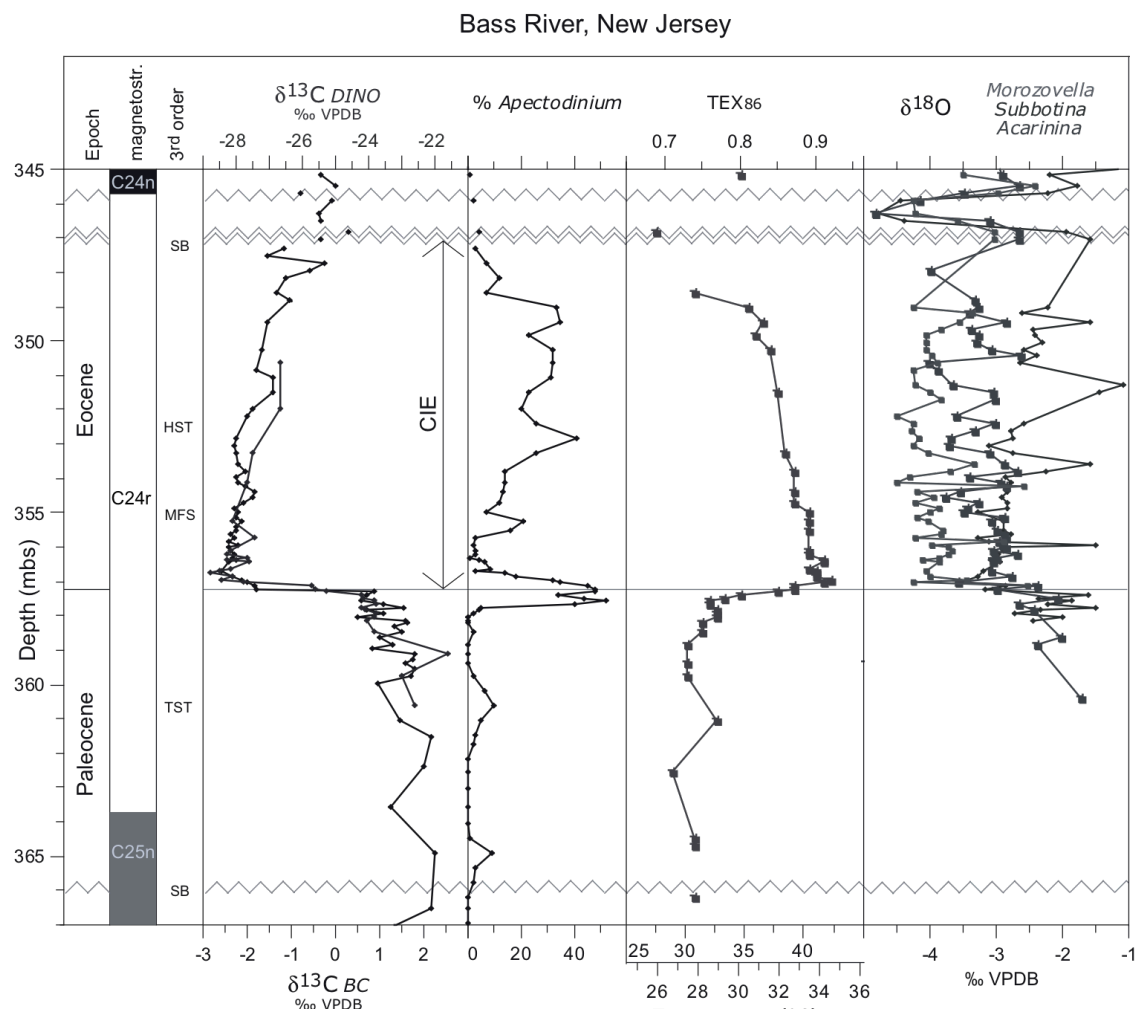 Bass River, New Jersey
Epoch
magnetostr.
3rd order
δ13C DINO
‰ VPDB
-28 -26 -24 -22
% Apectodinium
TEX86
0.7 0.8 0.9
δ18O
Morozovella
Subbotina
Acarinina
345
350
355
360
365
Depth (mbs)
Eocene
Paleocene
C24n
C24r
C25n
SB
HST
MFS
TST
SB
CIE
-3 -2 -1 0 1 2
δ13C BC
‰ VPDB
0 20 40
25 30 35 40
26 28 30 32 34 36
-4 -3 -2 -1
‰ VPDB